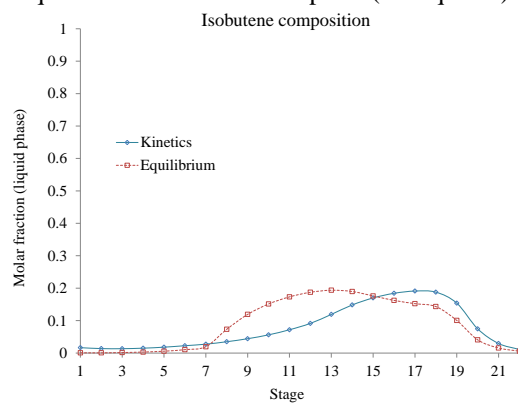 Isobutene composition
1
0.9
0.8
0.7
0.6
0.5
0.4
0.3
0.2
0.1
0
Molar fraction (liquid phase)
Kinetics
Equilibrium
1 3 5 7 9 11 13 15 17 19 21
Stage